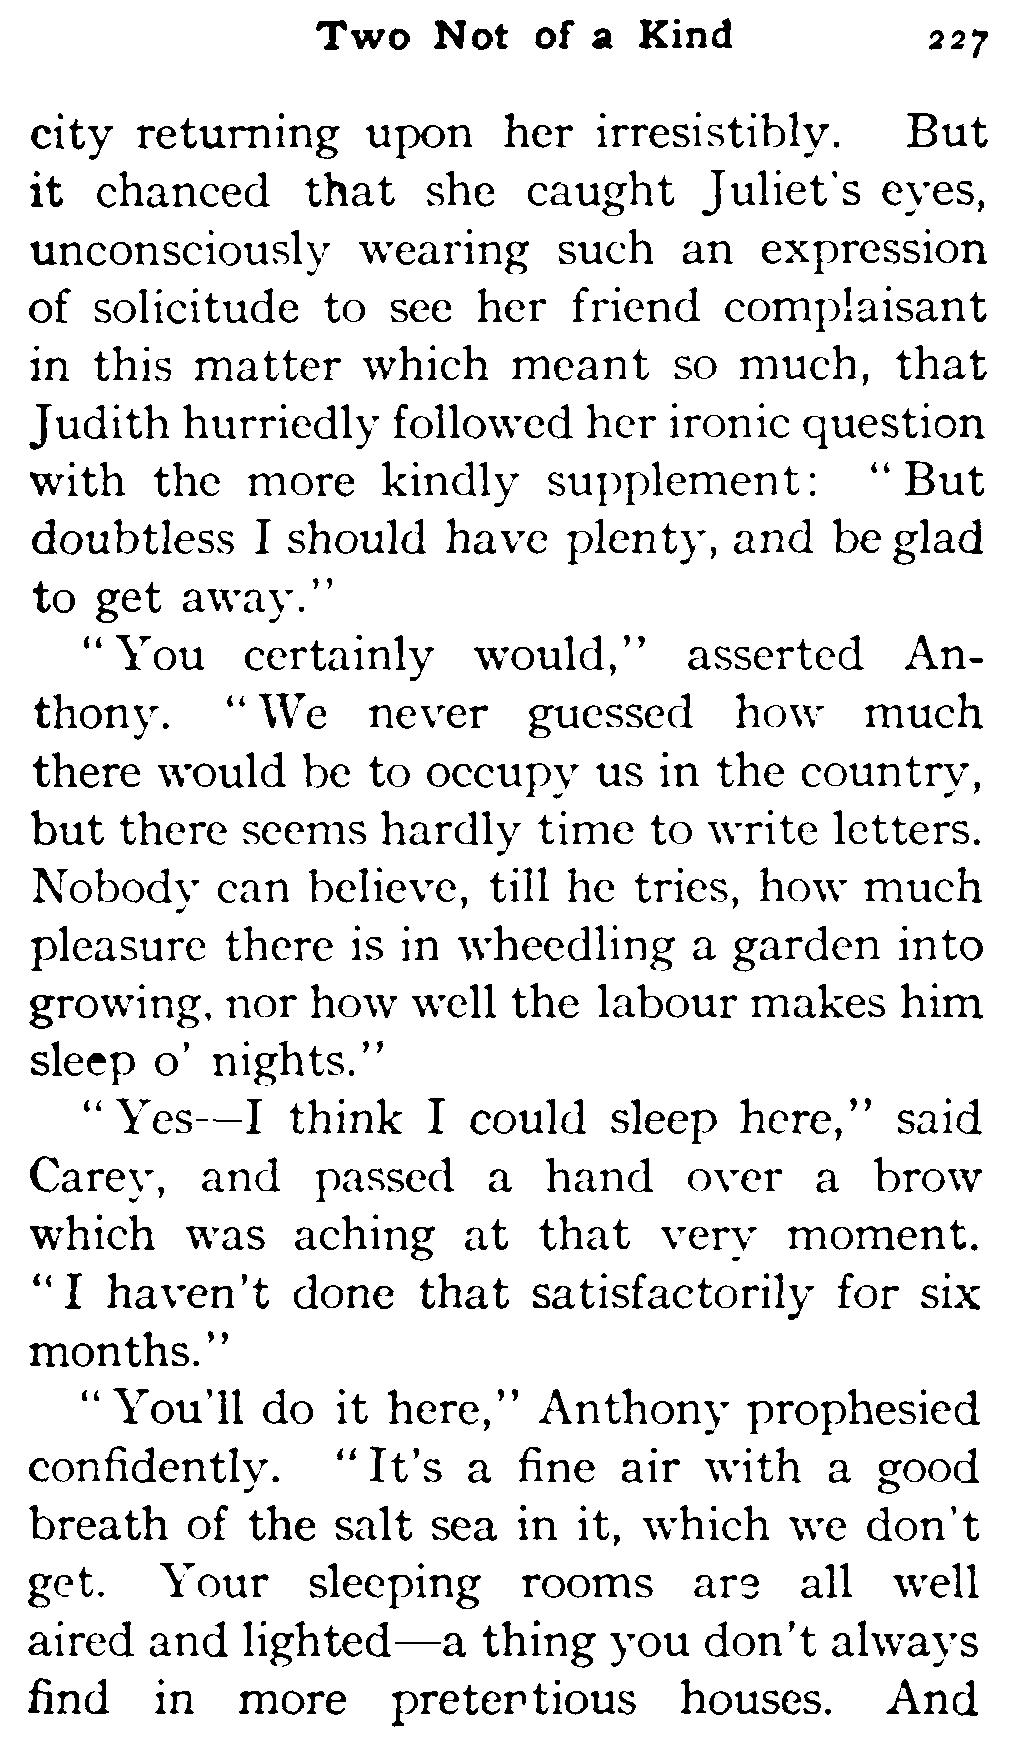 Two Not of a Kind 227
city returning upon her irresistibly. But
it chanced that she caught Juliet's eyes,
unconsciously wearing such an expression
of solicitude to see her friend complaisant
in this matter which meant so much, that
Judith hurriedly followed her ironic question
with the more kindly supplement: "But
doubtless I should have plenty, and be glad
to get away."
"You certainly would," asserted An-
thony. "We never guessed how much
there would be to occupy us in the country,
but there seems hardly time to write letters.
Nobody can believe, till he tries, how much
pleasure there is in wheedling a garden into
growing, nor how well the labour makes him
sleep o' nights."
"Yes—I think I could sleep here," said
Carey, and passed a hand over a brow
which was aching at that very moment.
"I haven't done that satisfactorily for six
months."
"You'll do it here," Anthony prophesied
confidently. "It's a fine air with a good
breath of the salt sea in it, which we don't
get. Your sleeping rooms are all well
aired and lighted—a thing you don't always
find in more pretentious houses. And